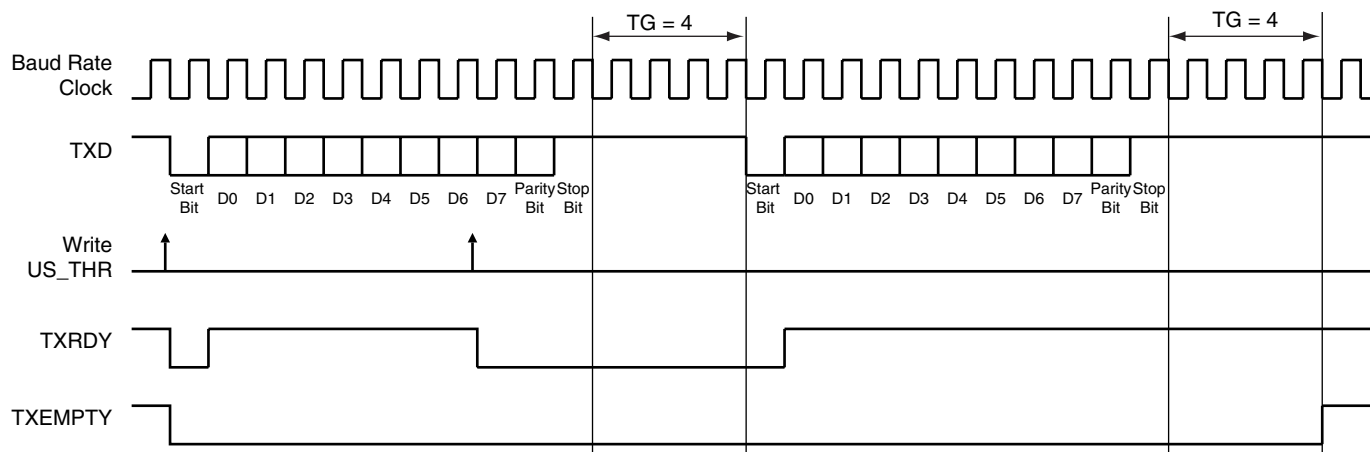 TG = 4
TG = 4
Baud Rate
Clock
TXD
Start
Bit
D0
D1
D2
D3
D4
D5
D6
D7
Parity
Bit
Stop
Bit
Start
Bit
D0
D1
D2
D3
D4
D5
D6
D7
Parity
Bit
Stop
Bit
Write
US_THR
TXRDY
TXEMPTY